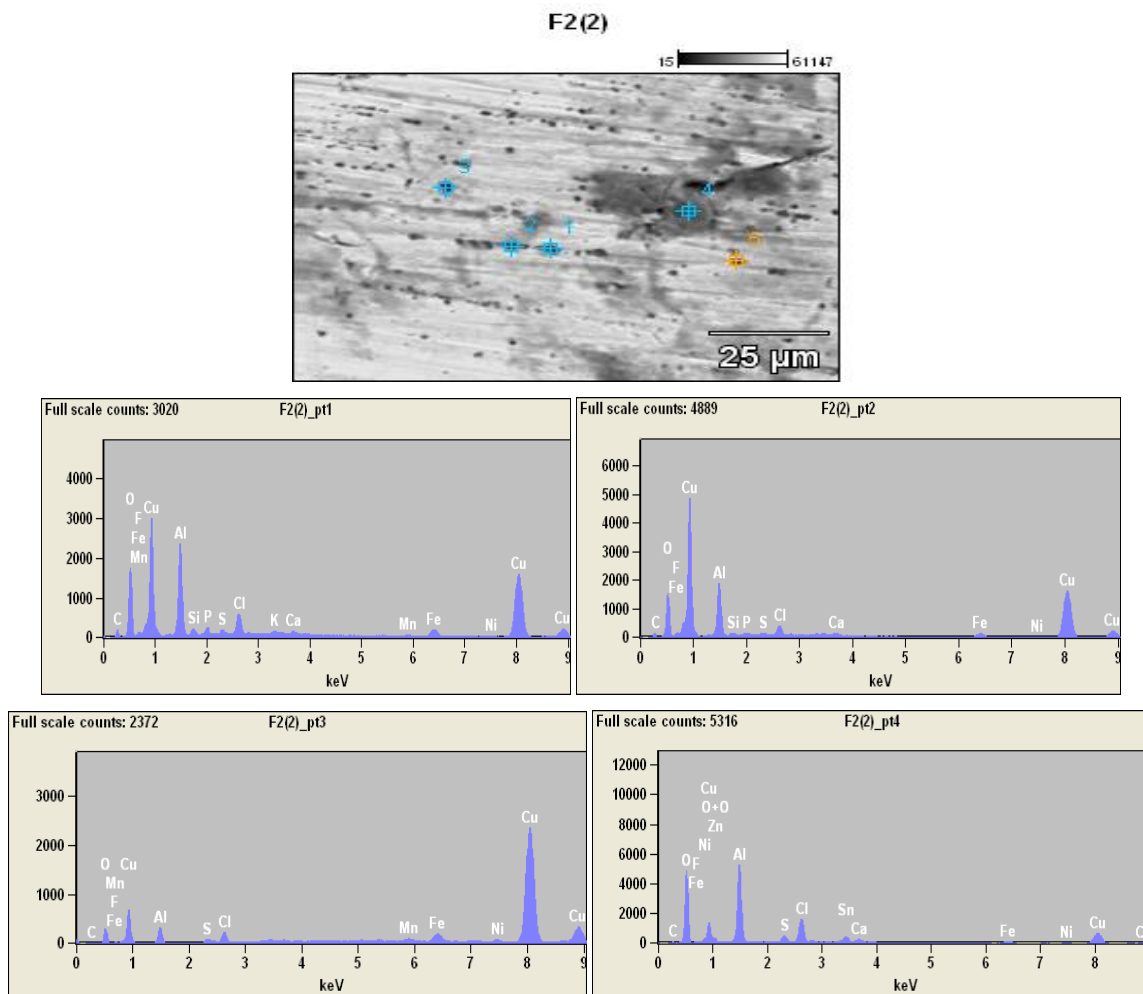 F2(2)
15 61147
3
4
2 1
5
25 µm
Full scale counts: 3020 F2(2)_pt1
4000
3000
2000
1000
0
O
F
Fe
Mn
Cu
Al
C
Si P S Cl K Ca Mn Fe Ni Cu Cu
0 1 2 3 4 5 6 7 8 9
keV
Full scale counts: 4889 F2(2)_pt2
6000
5000
4000
3000
2000
1000
0
Cu
O
F
Fe
Al
C Si P S Cl Ca Fe Ni Cu Cu
0 1 2 3 4 5 6 7 8 9
keV
Full scale counts: 2372 F2(2)_pt3
3000
2000
1000
0
O Cu
Mn
F
Fe
C Al S Cl Mn Fe Ni Cu Cu
0 1 2 3 4 5 6 7 8 9
keV
Full scale counts: 5316 F2(2)_pt4
12000
10000
8000
6000
4000
2000
0
Cu
O+O
Zn
Ni
O F
Fe
Al
C S Cl Sn Ca Fe Ni Cu C
0 1 2 3 4 5 6 7 8
keV